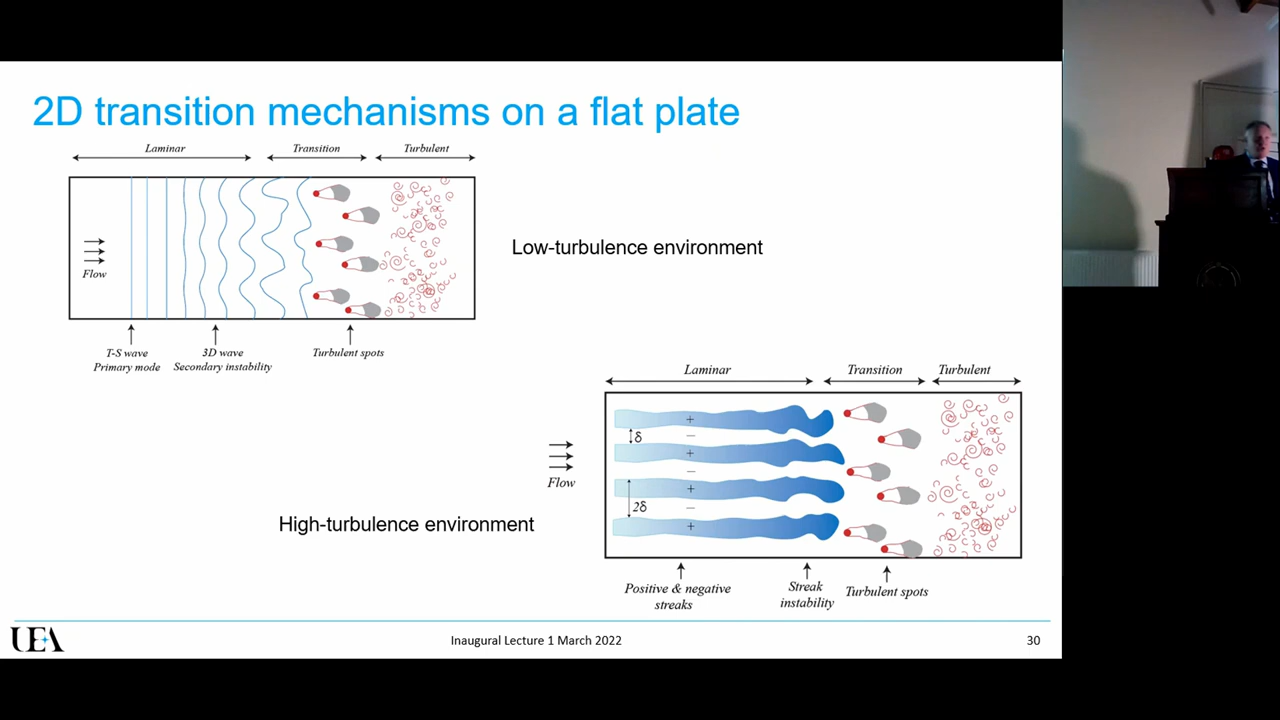 2D transition mechanisms on a flat plate
Laminar
Transition
Turbulent
Flow
T-S wave
Primary mode
3D wave
Secondary instability
Turbulent spots
Low-turbulence environment
Laminar
Transition
Turbulent
+
δ
−
+
−
+
2δ
−
+
Flow
High-turbulence environment
Positive & negative
streaks
Streak
instability
Turbulent spots
UEA
Inaugural Lecture 1 March 2022
30